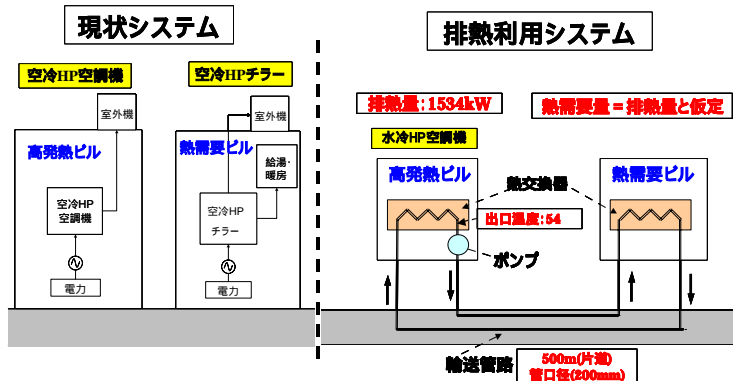 現状システム
空冷HP空調機
空冷HPチラー
室外機
室外機
高発熱ビル
熱需要ビル
給湯・
暖房
空冷HP
空調機
空冷HP
チラー
電力
電力
排熱利用システム
排熱量：1534kW
熱需要量＝排熱量と仮定
水冷HP空調機
高発熱ビル
熱交換器
熱需要ビル
出口温度：54
ポンプ
輸送管路
500m(片道)
管口径(200mm)